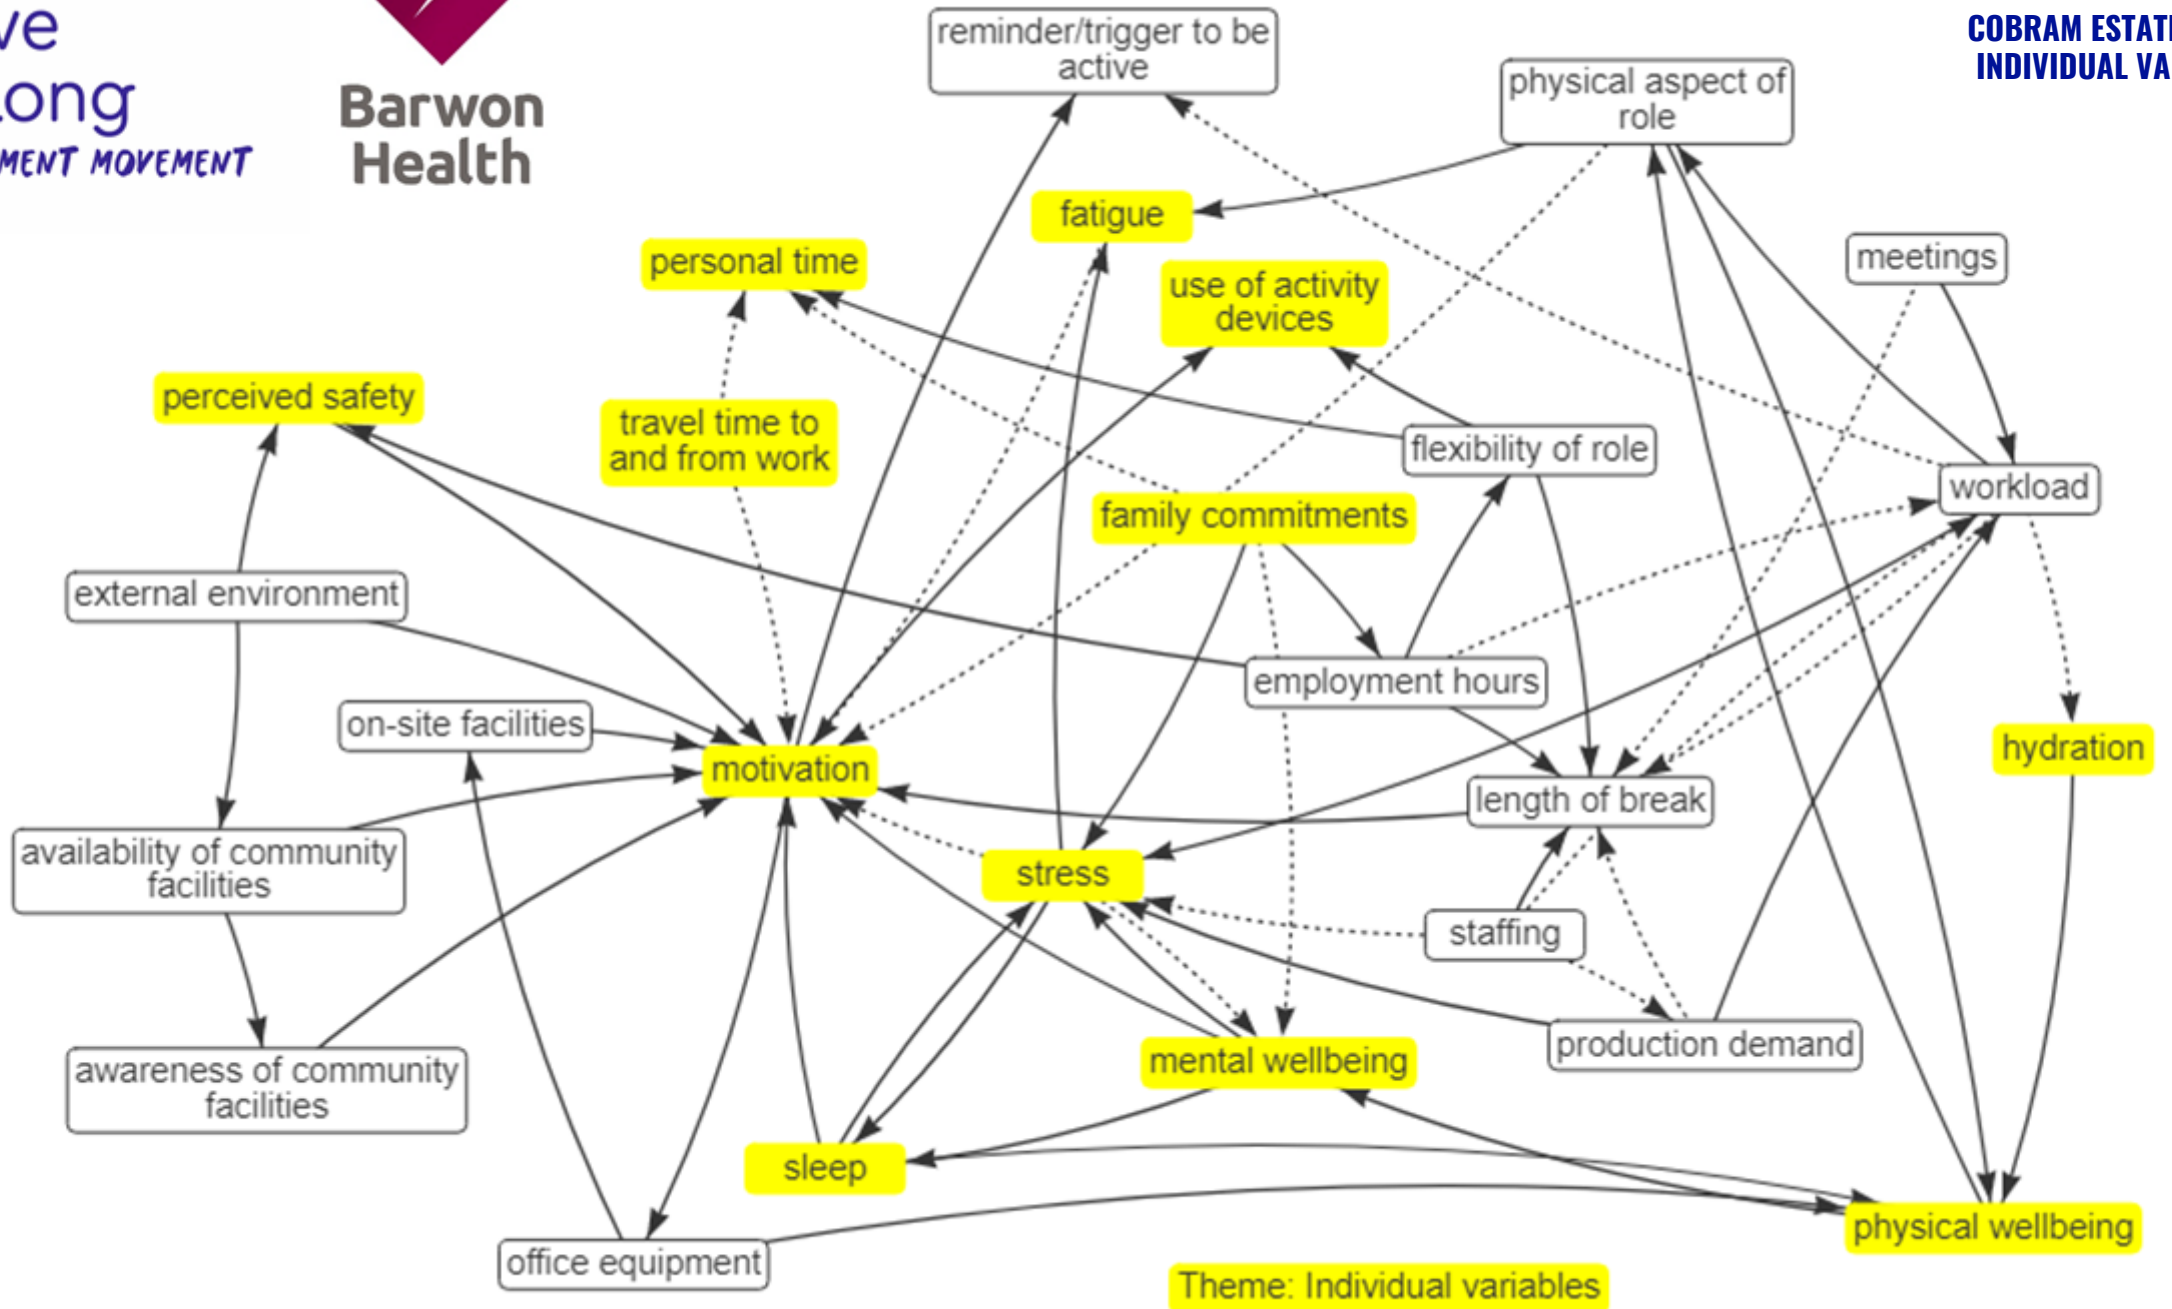 ve
long
MENT MOVEMENT
Barwon
Health
COBRAM ESTAT
INDIVIDUAL VA
reminder/trigger to be
active
physical aspect of
role
fatigue
personal time
use of activity
devices
meetings
perceived safety
travel time to
and from work
flexibility of role
workload
family commitments
external environment
employment hours
on-site facilities
motivation
hydration
length of break
availability of community
facilities
stress
staffing
production demand
mental wellbeing
awareness of community
facilities
sleep
physical wellbeing
office equipment
Theme: Individual variables